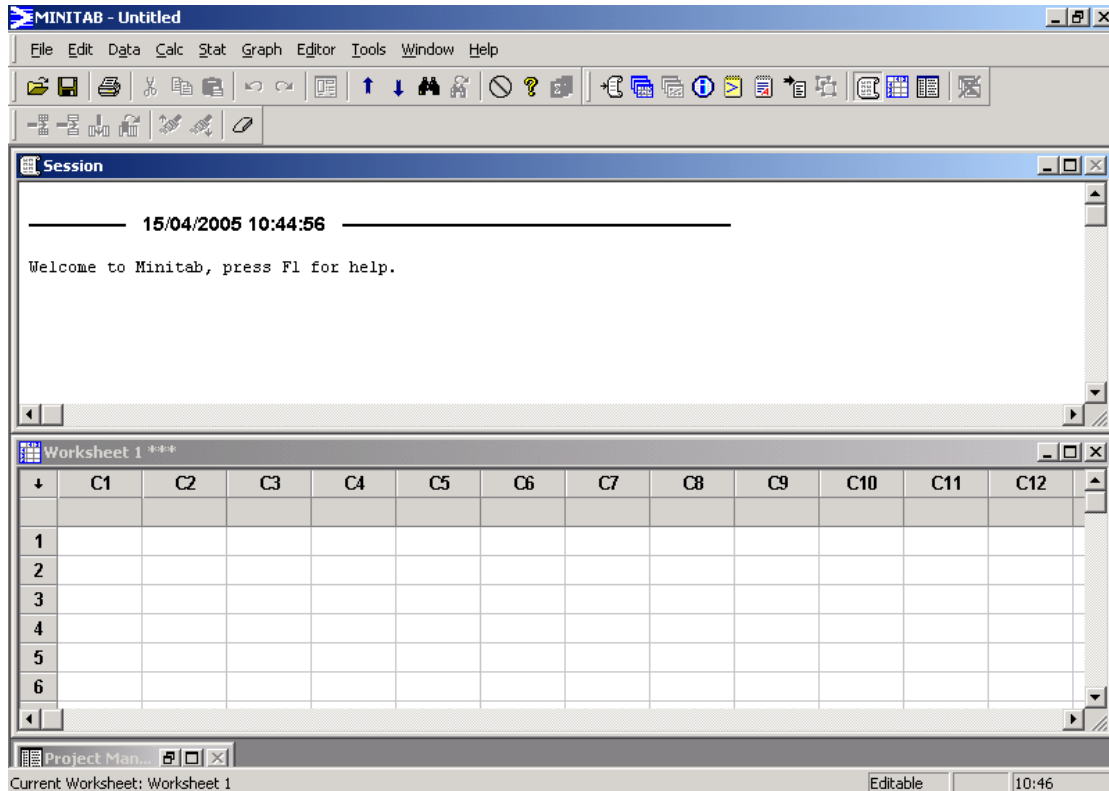 MINITAB - Untitled
File Edit Data Calc Stat Graph Editor Tools Window Help
Session
15/04/2005 10:44:56
Welcome to Minitab, press F1 for help.
Worksheet 1 ***
C1 C2 C3 C4 C5 C6 C7 C8 C9 C10 C11 C12
1
2
3
4
5
6
Project Man...
Current Worksheet: Worksheet 1 Editable 10:46